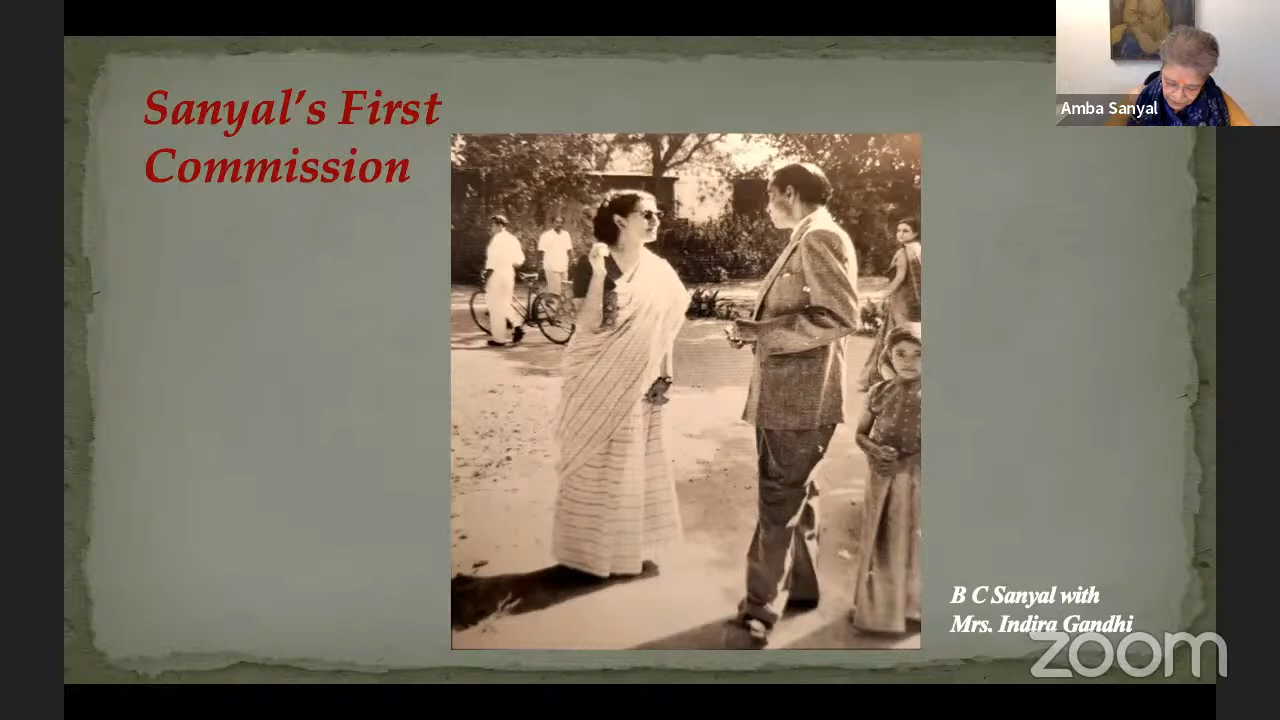 Sanyal's First
Commission
Amba Sanyal
B C Sanyal with
Mrs. Indira Gandhi
zoom